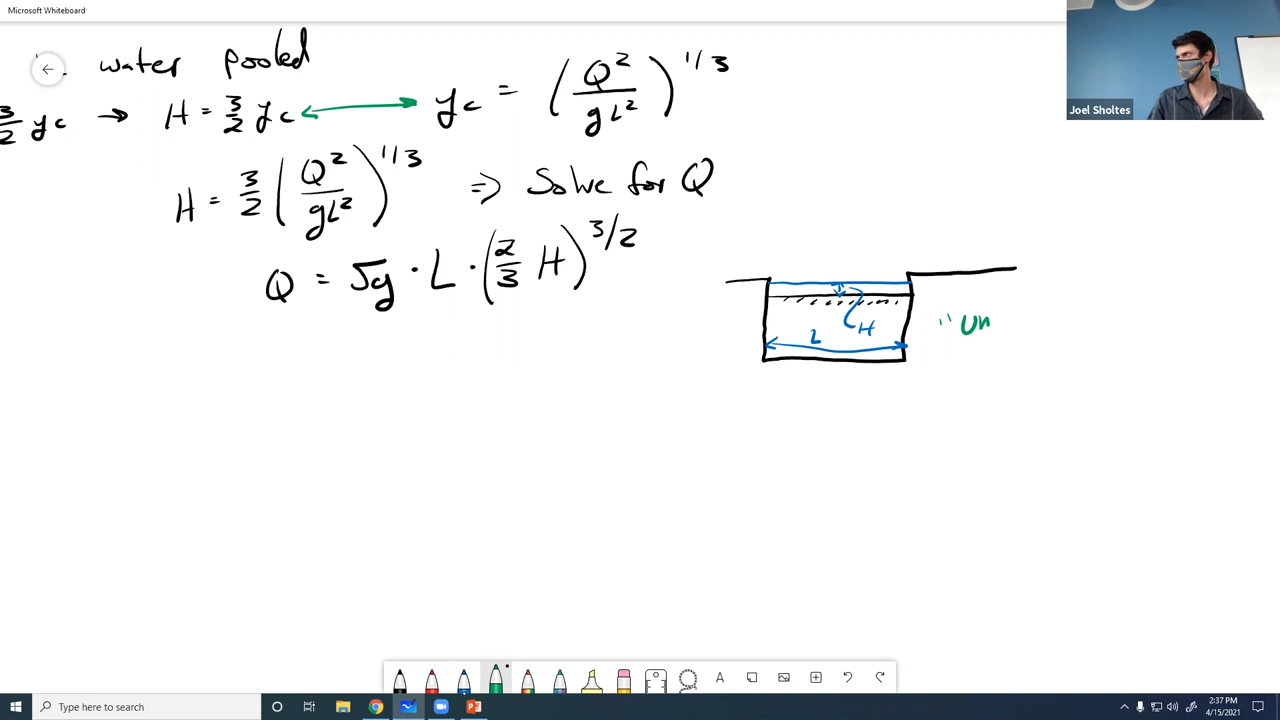 Microsoft Whiteboard
water pooled
3/2 yc → H = 3/2 yc ↔ yc = (Q²/gL²)^1/3
H = 3/2 (Q²/gL²)^1/3 ⇒ Solve for Q
Q = √g · L · (2/3 H)^3/2
H
L
" Un
Joel Sholtes
A
Type here to search
2:37 PM
4/15/2021